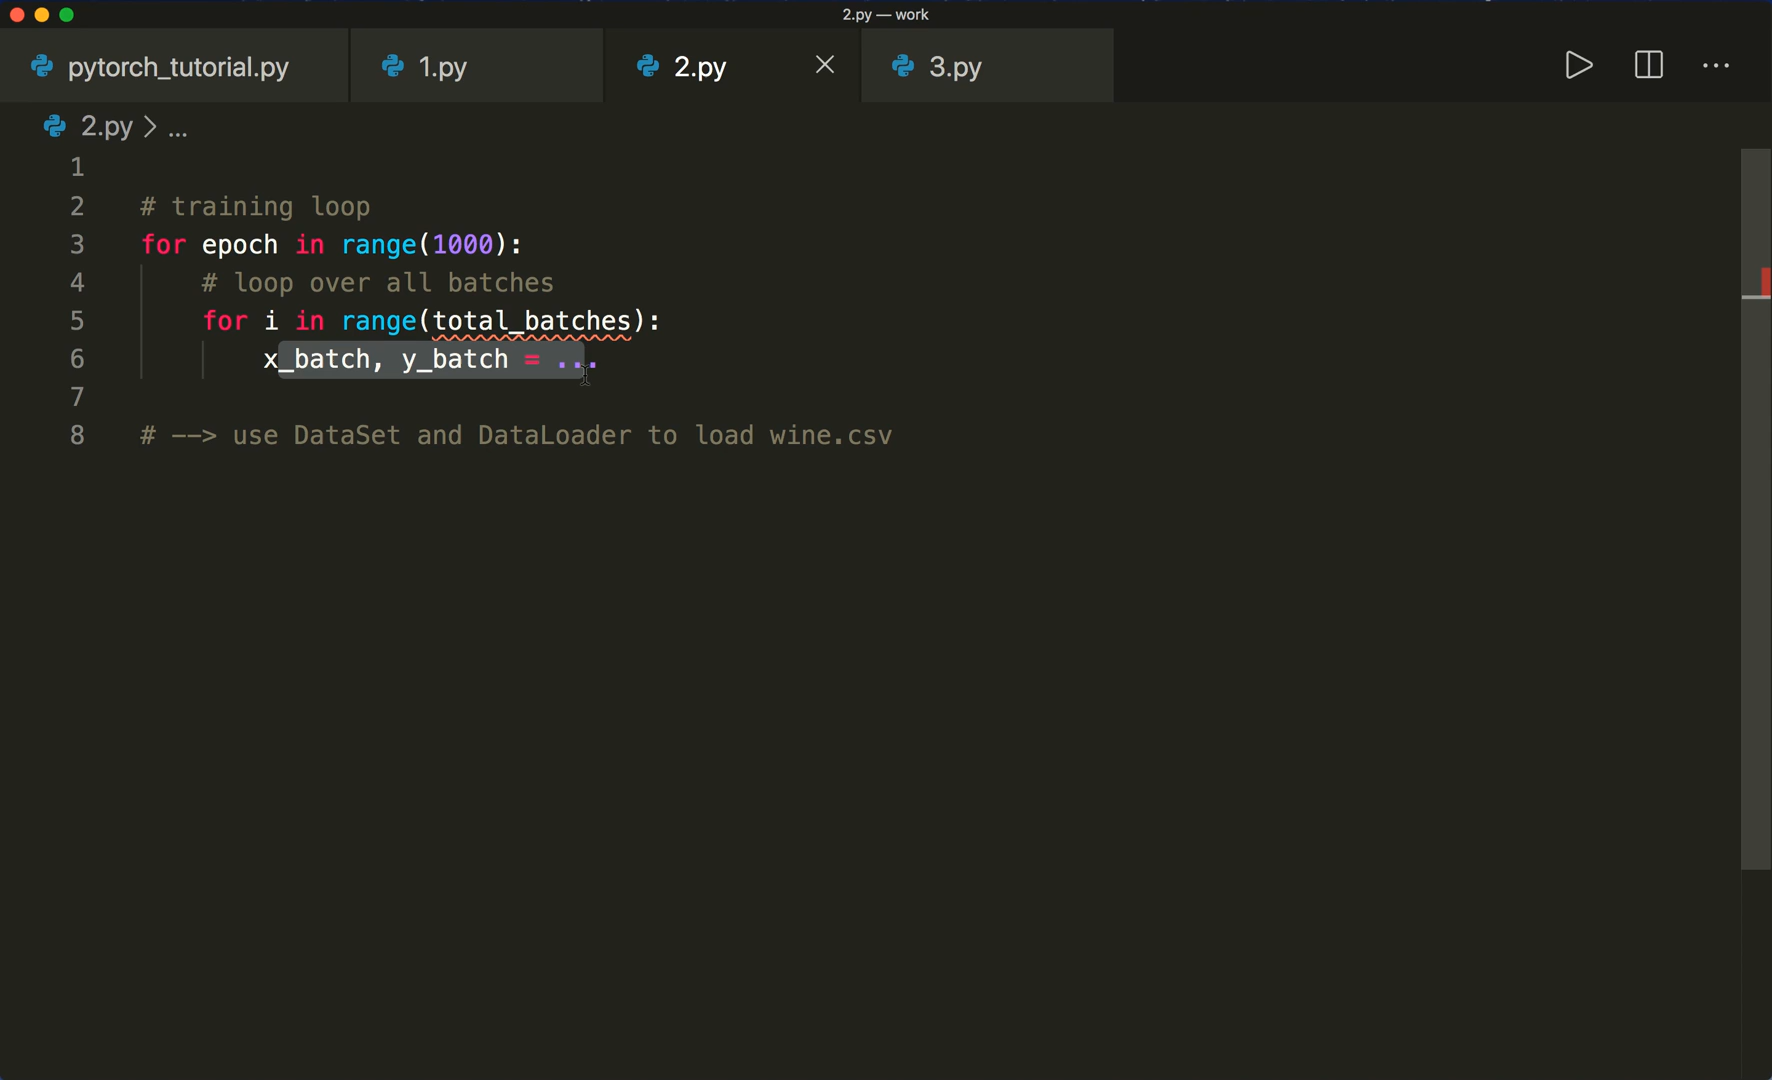 2.py — work
pytorch_tutorial.py 1.py 2.py 3.py
2.py > ...
1
2 # training loop
3 for epoch in range(1000):
4     # loop over all batches
5     for i in range(total_batches):
6         x_batch, y_batch = ...
7
8 # --> use DataSet and DataLoader to load wine.csv